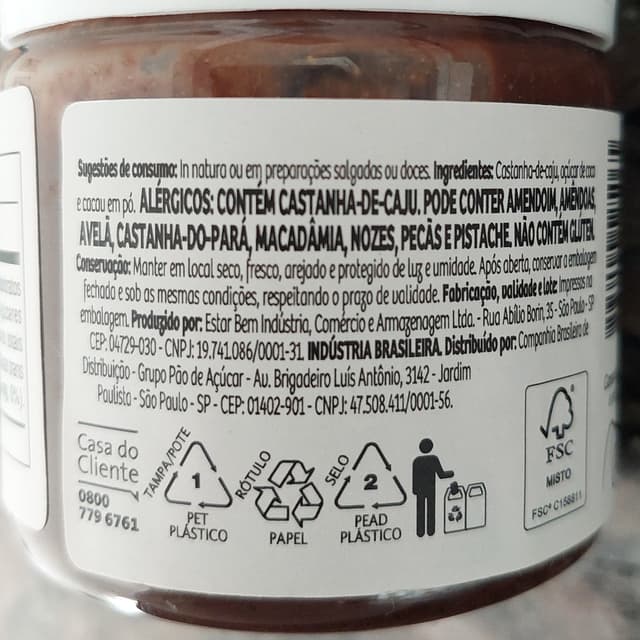 Sugestões de consumo: In natura ou em preparações salgadas ou doces. Ingredientes: Castanha-de-caju, açúcar de coco
e cacau em pó. ALÉRGICOS: CONTÉM CASTANHA-DE-CAJU. PODE CONTER AMENDOIM, AMÊNDOAS,
AVELÃ, CASTANHA-DO-PARÁ, MACADÂMIA, NOZES, PECÃS E PISTACHE. NÃO CONTÉM GLÚTEN.
Conservação: Manter em local seco, fresco, arejado e protegido de luz e umidade. Após aberto, conservar a embalagem
fechada e sob as mesmas condições, respeitando o prazo de validade. Fabricação, validade e lote: Impressos na
embalagem. Produzido por: Estar Bem Indústria, Comércio e Armazenagem Ltda. - Rua Abílio Borin, 35 - São Paulo - SP
CEP: 04729-030 - CNPJ: 19.741.086/0001-31. INDÚSTRIA BRASILEIRA. Distribuído por: Companhia Brasileira de
Distribuição - Grupo Pão de Açúcar - Av. Brigadeiro Luís Antônio, 3142 - Jardim
Paulista - São Paulo - SP - CEP: 01402-901 - CNPJ: 47.508.411/0001-56.
Casa do
Cliente
0800
779 6761
TAMPA/POTE
1
PET
PLÁSTICO
RÓTULO
PAPEL
SELO
2
PEAD
PLÁSTICO
FSC
MISTO
FSC® C158811